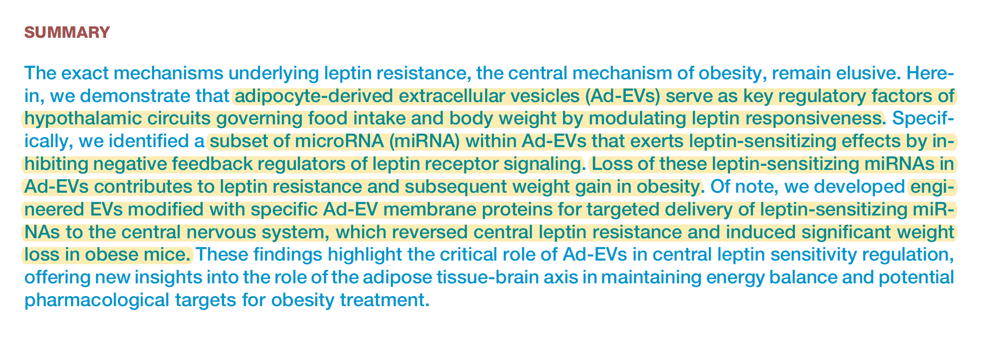 SUMMARY
The exact mechanisms underlying leptin resistance, the central mechanism of obesity, remain elusive. Here-
in, we demonstrate that adipocyte-derived extracellular vesicles (Ad-EVs) serve as key regulatory factors of
hypothalamic circuits governing food intake and body weight by modulating leptin responsiveness. Specif-
ically, we identified a subset of microRNA (miRNA) within Ad-EVs that exerts leptin-sensitizing effects by in-
hibiting negative feedback regulators of leptin receptor signaling. Loss of these leptin-sensitizing miRNAs in
Ad-EVs contributes to leptin resistance and subsequent weight gain in obesity. Of note, we developed engi-
neered EVs modified with specific Ad-EV membrane proteins for targeted delivery of leptin-sensitizing miR-
NAs to the central nervous system, which reversed central leptin resistance and induced significant weight
loss in obese mice. These findings highlight the critical role of Ad-EVs in central leptin sensitivity regulation,
offering new insights into the role of the adipose tissue-brain axis in maintaining energy balance and potential
pharmacological targets for obesity treatment.